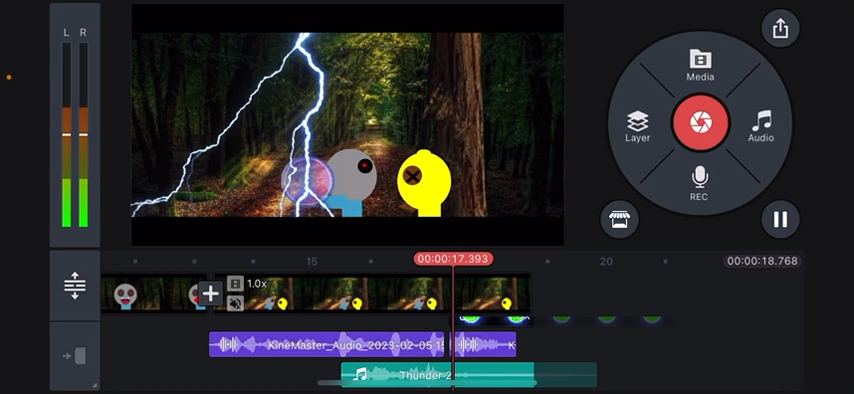 L R
Media
Layer
Audio
REC
15
00:00:17.393
20
00:00:18.768
1.0x
KineMaster_Audio_2023-02-05 15
K
Thunder 2